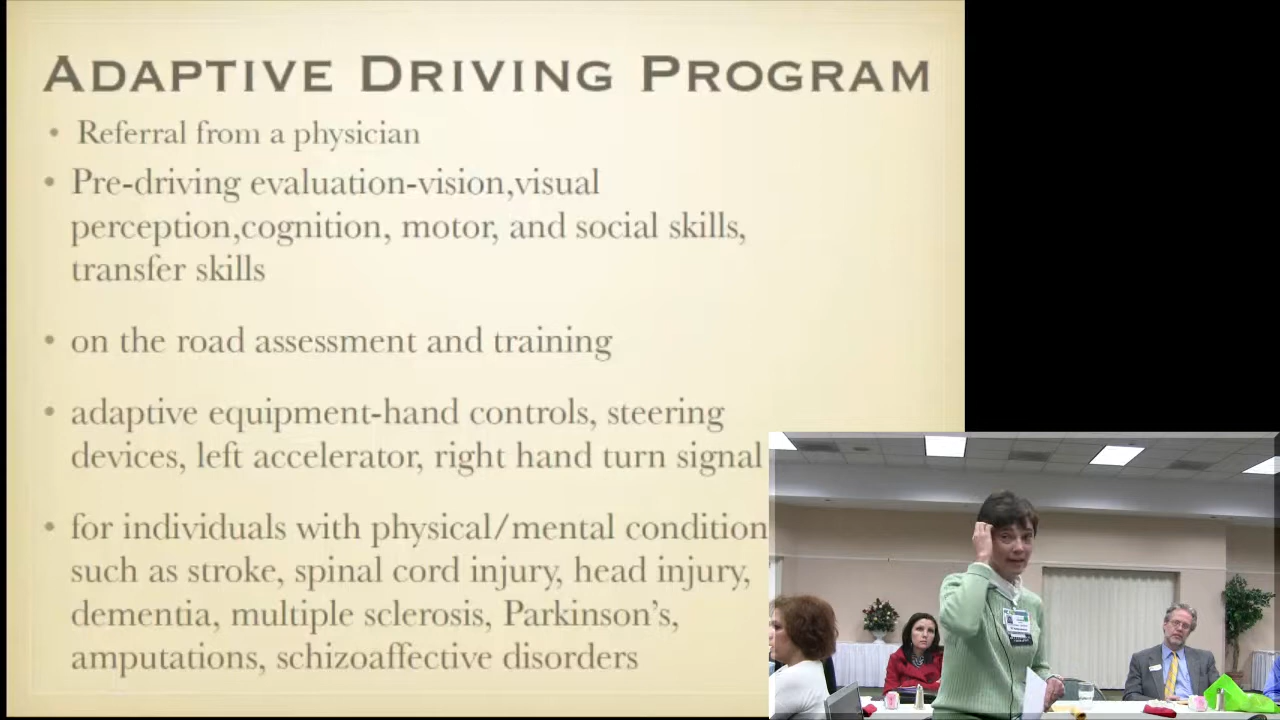 ADAPTIVE DRIVING PROGRAM
• Referral from a physician
• Pre-driving evaluation-vision,visual
perception,cognition, motor, and social skills,
transfer skills
• on the road assessment and training
• adaptive equipment-hand controls, steering
devices, left accelerator, right hand turn signal
• for individuals with physical/mental condition
such as stroke, spinal cord injury, head injury,
dementia, multiple sclerosis, Parkinson’s,
amputations, schizoaffective disorders